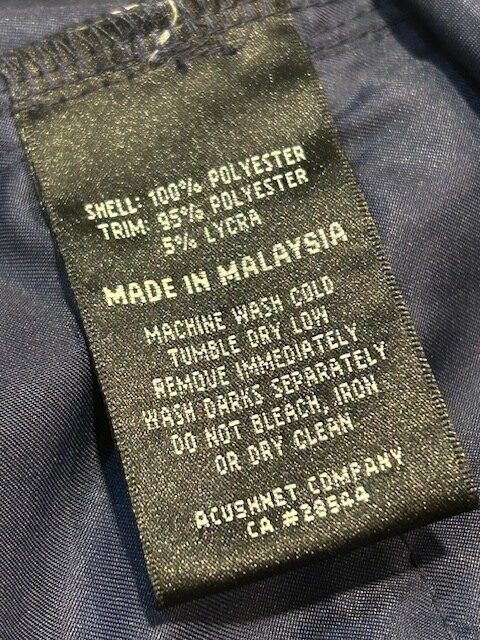 SHELL: 100% POLYESTER
TRIM: 95% POLYESTER
5% LYCRA
MADE IN MALAYSIA
MACHINE WASH COLD
TUMBLE DRY LOW
REMOVE IMMEDIATELY
WASH DARKS SEPARATELY
DO NOT BLEACH, IRON
OR DRY CLEAN
ACUSHNET COMPANY
CA #28544